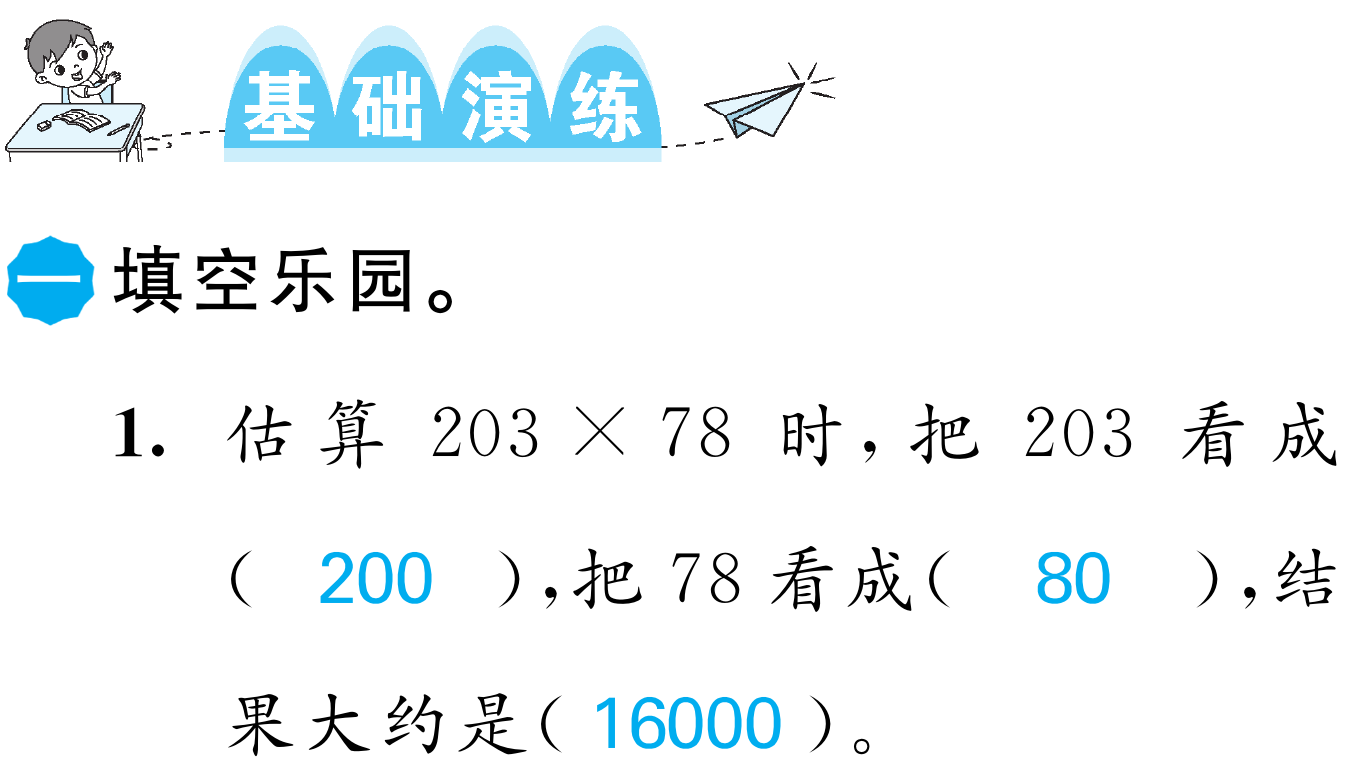 基础演练
一 填空乐园。
1. 估算 203×78 时,把 203 看成
( 200 ),把 78 看成( 80 ),结
果大约是( 16000 )。